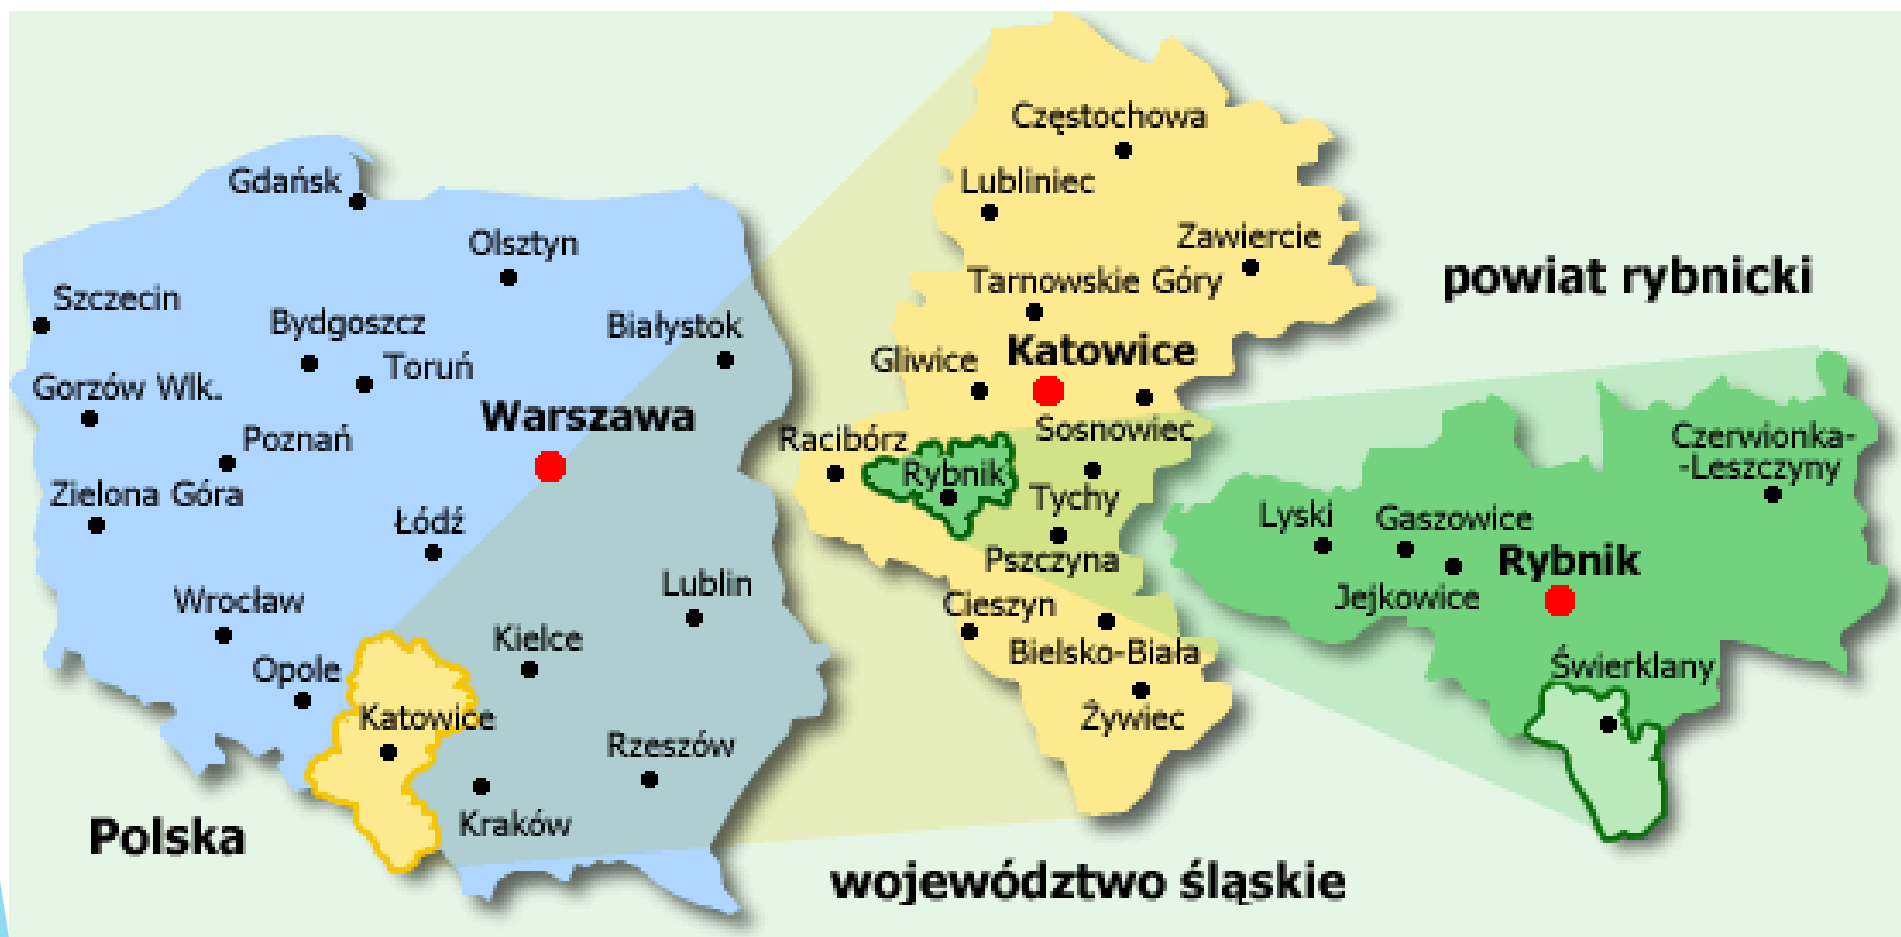 Gdańsk
Olsztyn
Szczecin
Bydgoszcz
Białystok
Toruń
Gorzów Wlk.
Warszawa
Poznań
Zielona Góra
Łódź
Lublin
Wrocław
Kielce
Opole
Katowice
Rzeszów
Kraków
Polska
Częstochowa
Lubliniec
Zawiercie
Tarnowskie Góry
Katowice
Gliwice
Sosnowiec
Racibórz
Rybnik
Tychy
Pszczyna
Cieszyn
Bielsko-Biała
Żywiec
województwo śląskie
powiat rybnicki
Czerwionka-
-Leszczyny
Lyski
Gaszowice
Rybnik
Jejkowice
Świerklany